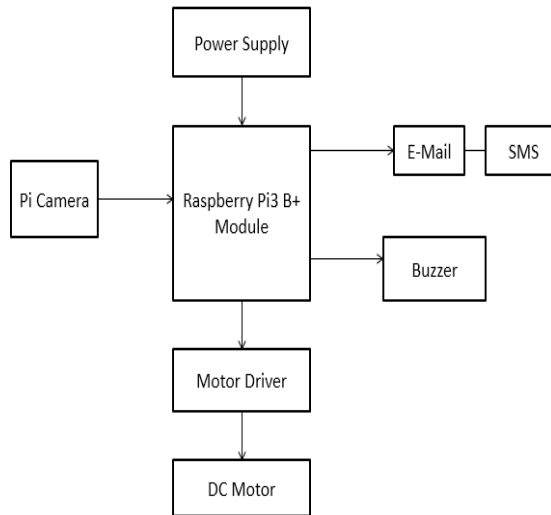 Power Supply
E-Mail
SMS
Pi Camera
Raspberry Pi3 B+
Module
Buzzer
Motor Driver
DC Motor